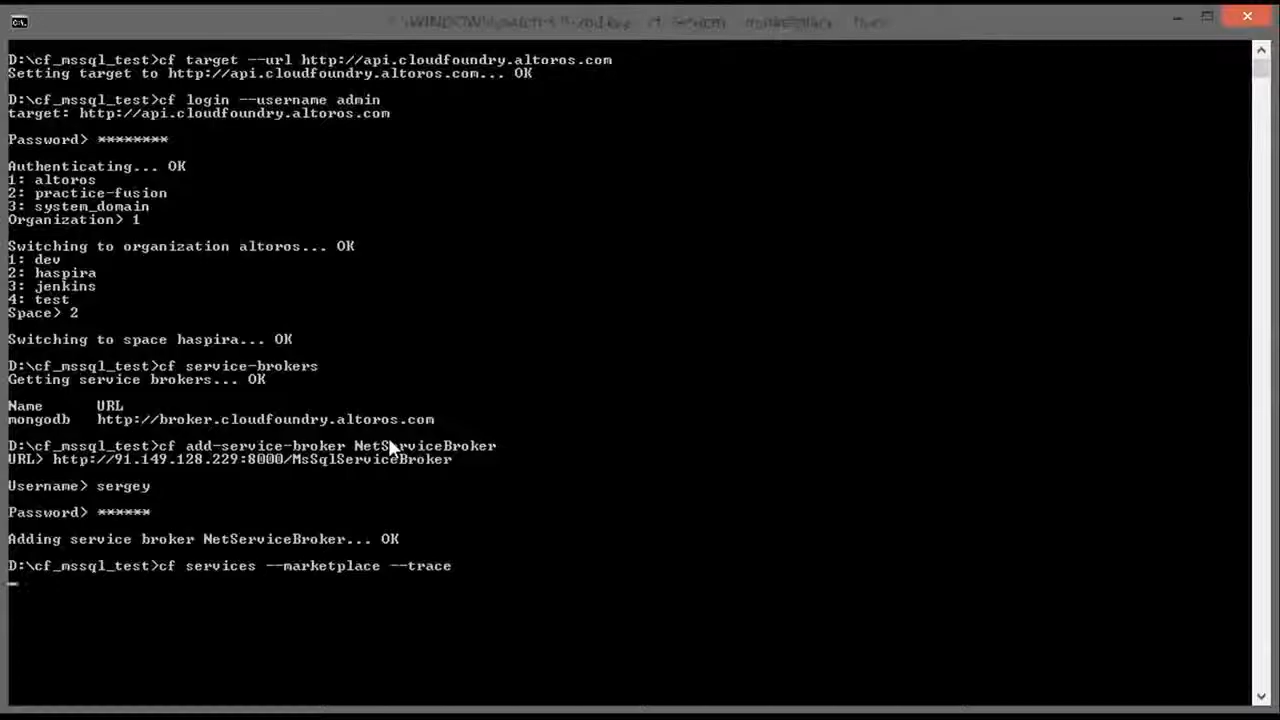 D:\cf_mssql_test>cf target --url http://api.cloudfoundry.altoros.com
Setting target to http://api.cloudfoundry.altoros.com... OK
D:\cf_mssql_test>cf login --username admin
target: http://api.cloudfoundry.altoros.com
Password> ********
Authenticating... OK
1: altoros
2: practice-fusion
3: system_domain
Organization> 1
Switching to organization altoros... OK
1: dev
2: haspira
3: jenkins
4: test
Space> 2
Switching to space haspira... OK
D:\cf_mssql_test>cf service-brokers
Getting service brokers... OK
Name URL
mongodb http://broker.cloudfoundry.altoros.com
D:\cf_mssql_test>cf add-service-broker NetServiceBroker
URL> http://91.149.128.229:8000/MsSqlServiceBroker
Username> sergey
Password> ******
Adding service broker NetServiceBroker... OK
D:\cf_mssql_test>cf services --marketplace --trace